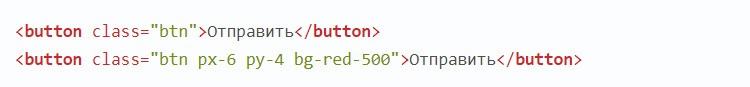 <button class="btn">Отправить</button>
<button class="btn px-6 py-4 bg-red-500">Отправить</button>